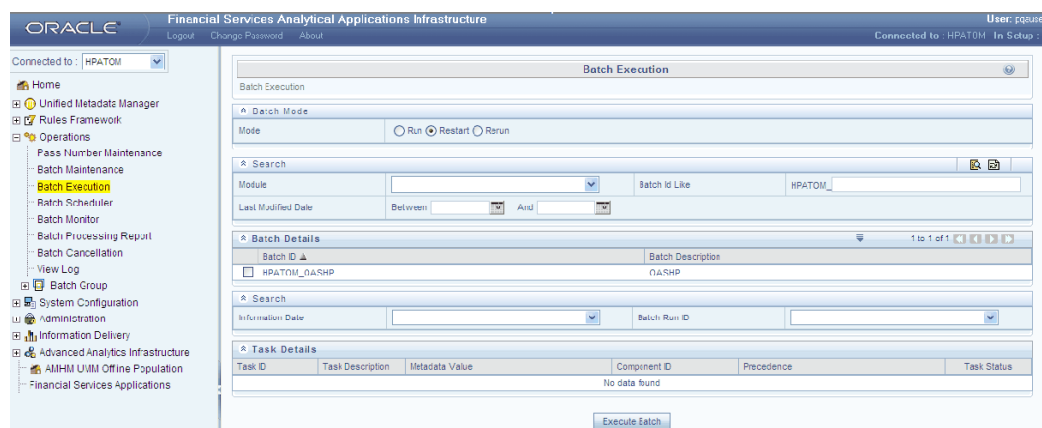 ORACLE
Financial Services Analytical Applications Infrastructure
User: pqause
Logout Change Password About
Connected to : HPATOM In Setup :
Connected to : HPATOM
Home
Unified Metadata Manager
Rules Framework
Operations
Pass Number Maintenance
Batch Maintenance
Batch Execution
Batch Scheduler
Batch Monitor
Batch Processing Report
Batch Cancellation
View Log
Batch Group
System Configuration
Administration
Information Delivery
Advanced Analytics Infrastructure
AMHM UMM Offline Population
Financial Services Applications
Batch Execution
Batch Execution
Batch Mode
Mode Run Restart Rerun
Search
Module Batch Id Like HPATOM_
Last Modified Date Between And
Batch Details 1 to 1 of 1
Batch ID Batch Description
HPATOM_OASHP OASHP
Search
Information Date Batch Run ID
Task Details
Task ID Task Description Metadata Value Component ID Precedence Task Status
No data found
Execute Batch